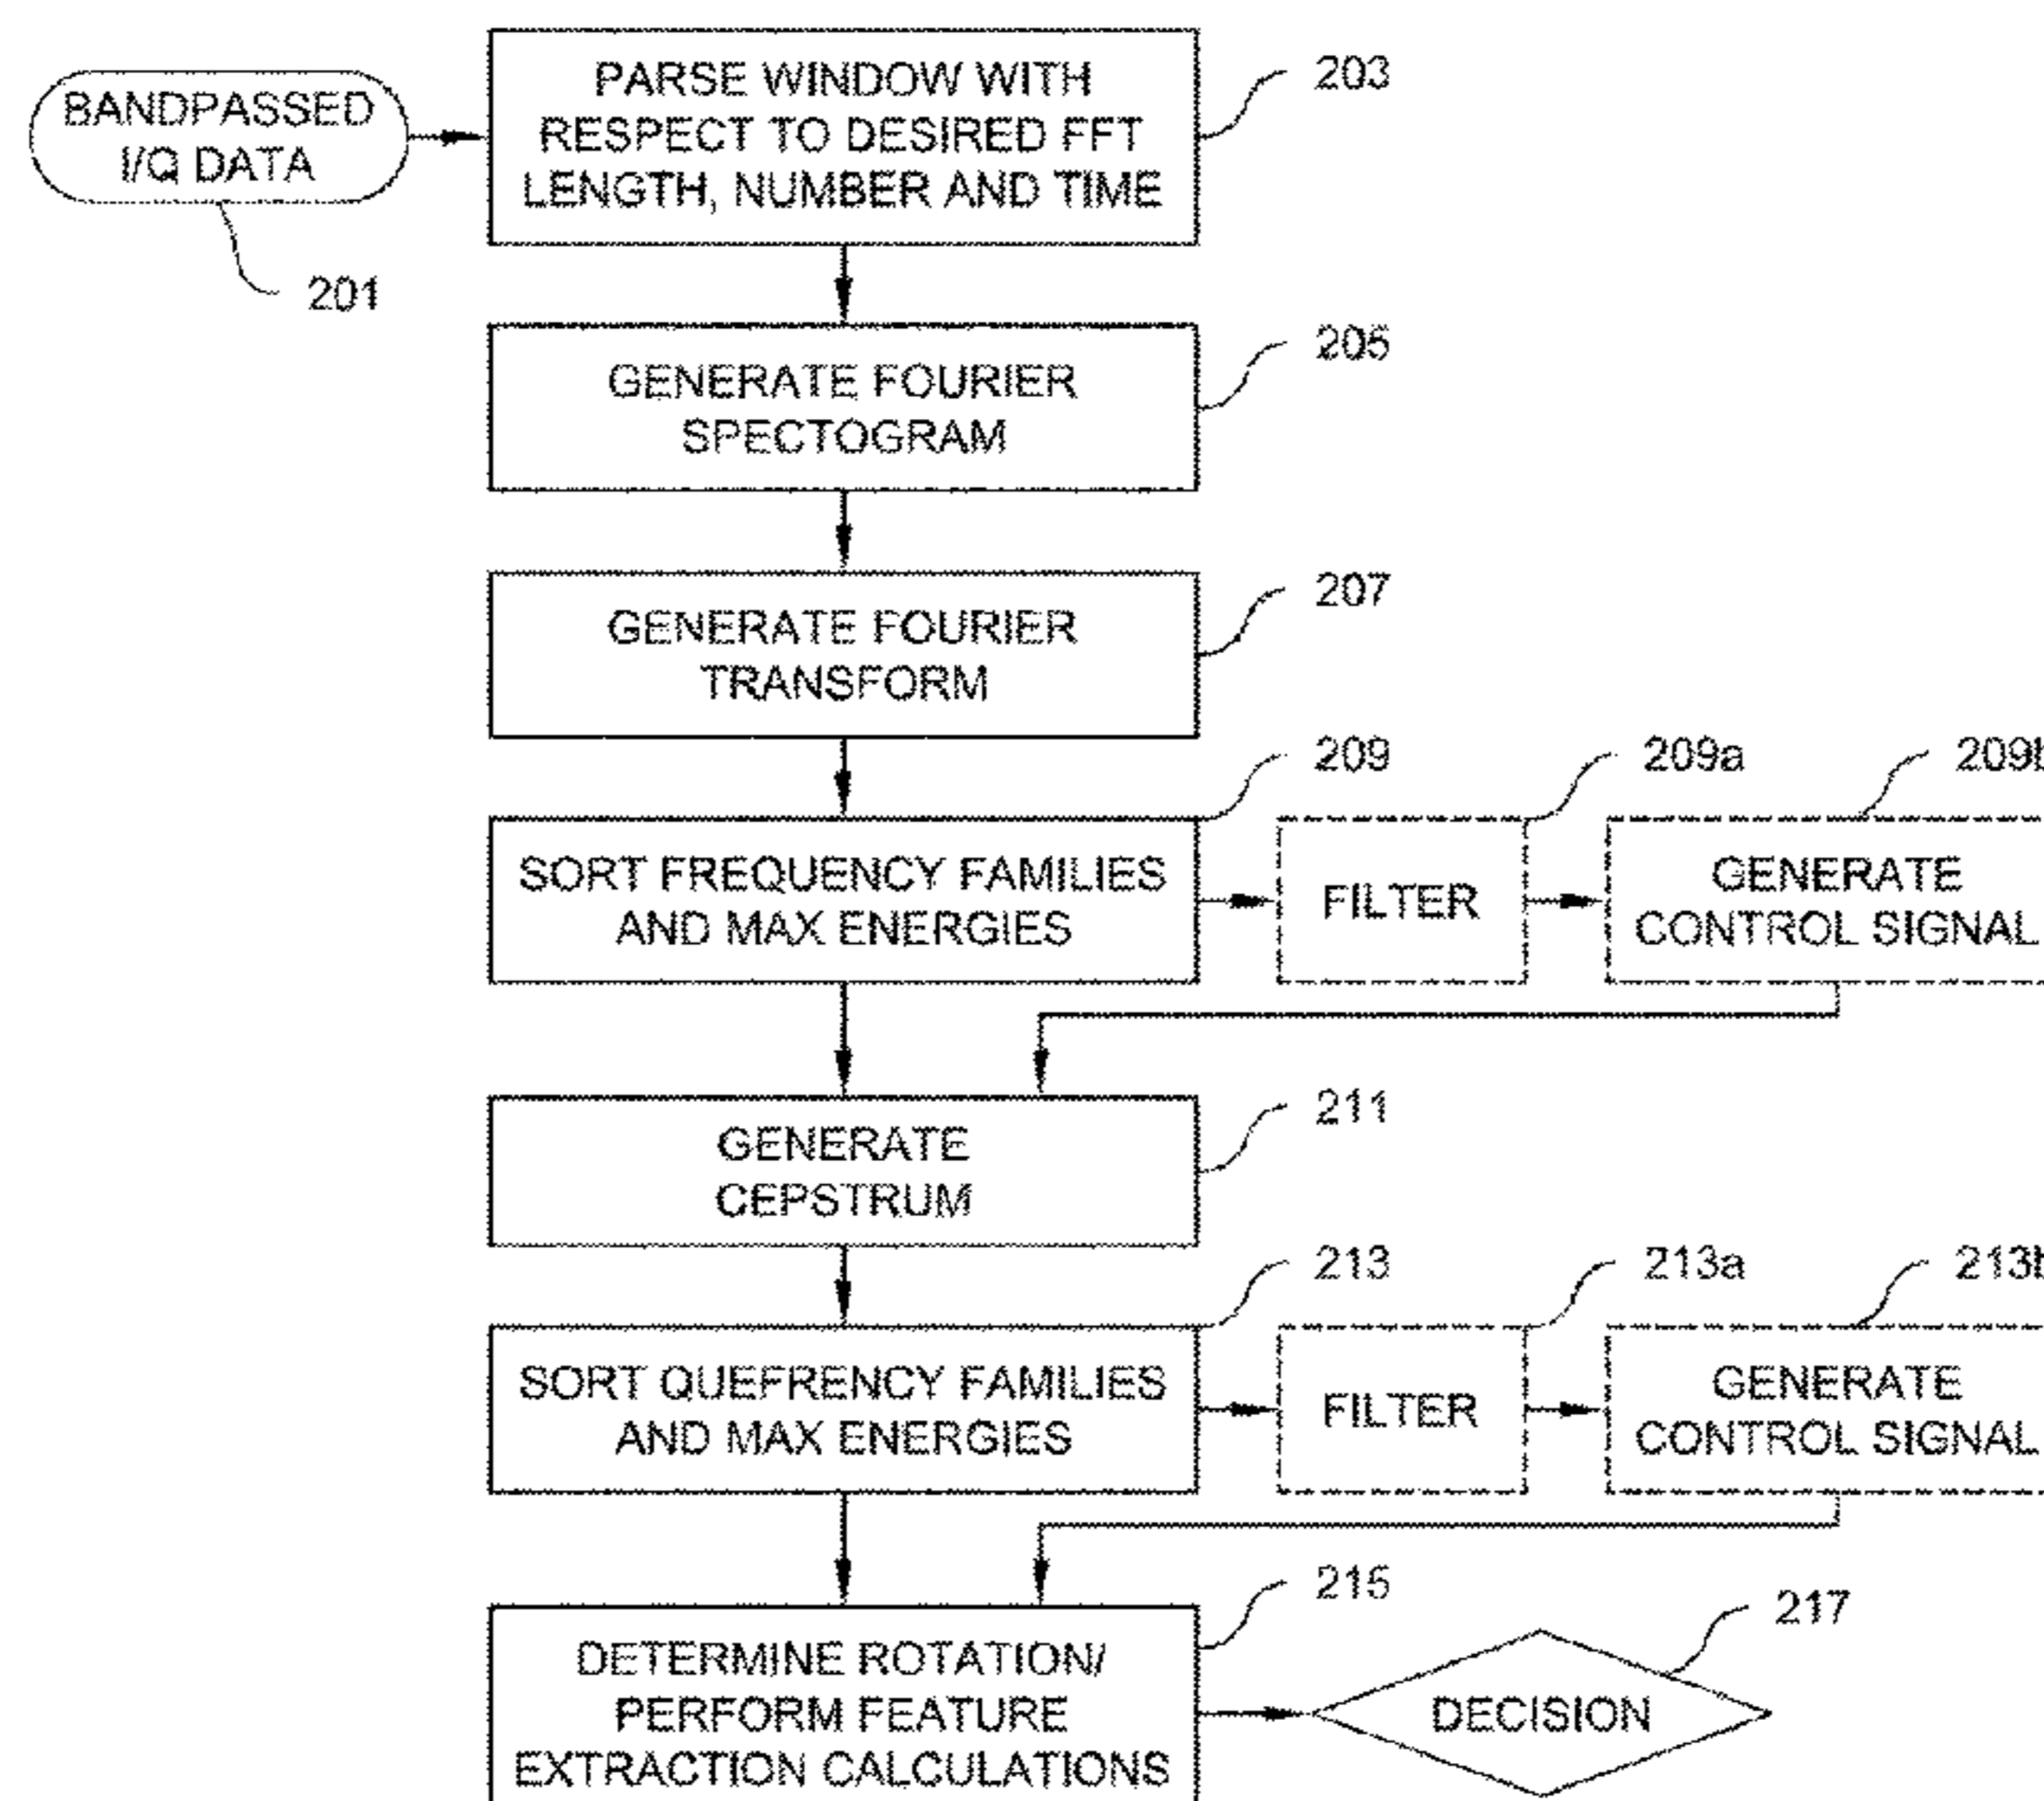 BANDPASSED
I/Q DATA
201
PARSE WINDOW WITH
RESPECT TO DESIRED FFT
LENGTH, NUMBER AND TIME
203
GENERATE FOURIER
SPECTOGRAM
205
GENERATE FOURIER
TRANSFORM
207
SORT FREQUENCY FAMILIES
AND MAX ENERGIES
209
FILTER
209a
GENERATE
CONTROL SIGNAL
209b
GENERATE
CEPSTRUM
211
SORT QUEFRENCY FAMILIES
AND MAX ENERGIES
213
FILTER
213a
GENERATE
CONTROL SIGNAL
213b
DETERMINE ROTATION/
PERFORM FEATURE
EXTRACTION CALCULATIONS
215
DECISION
217